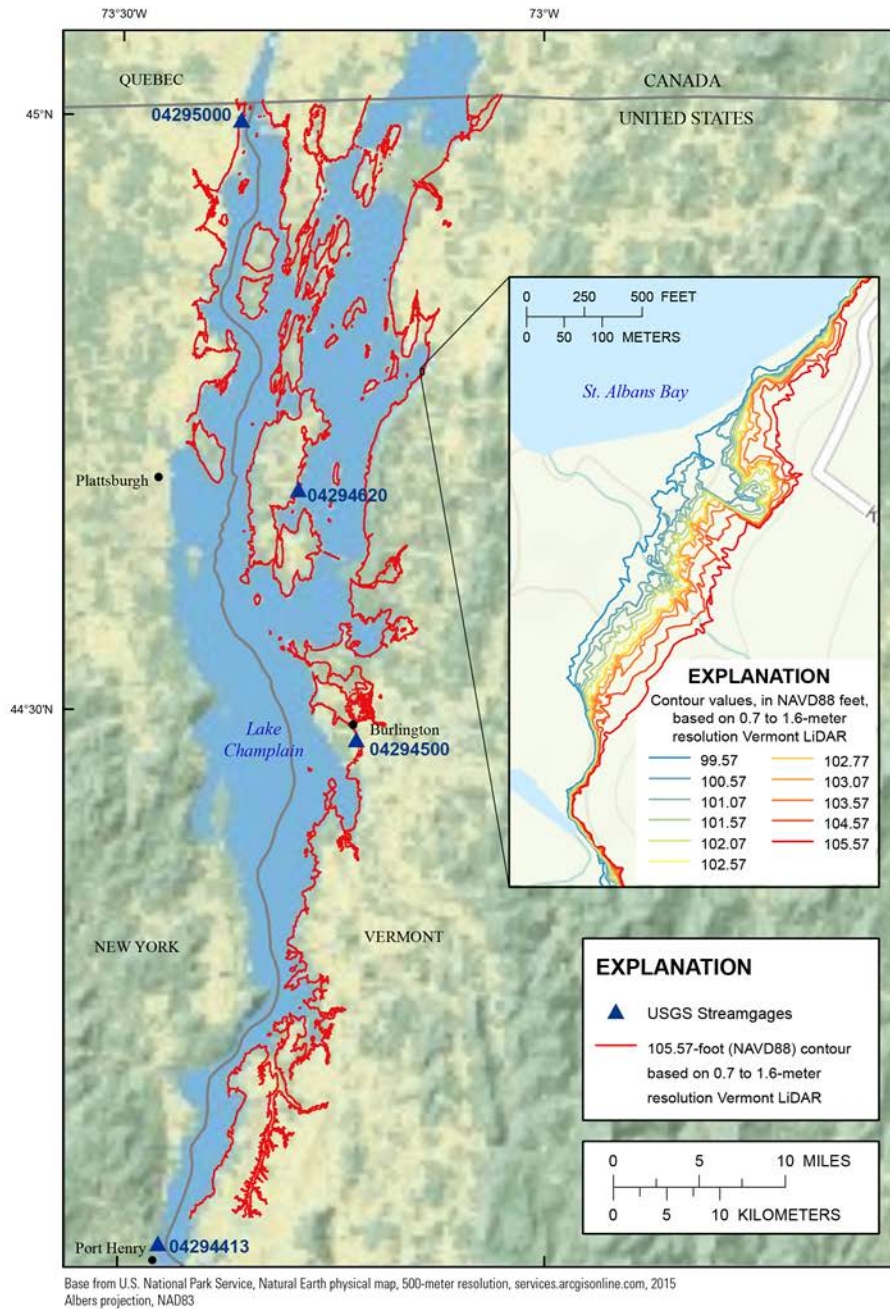 73°30'W
73°W
QUEBEC
CANADA
45°N
04295000
UNITED STATES
0 250 500 FEET
0 50 100 METERS
St. Albans Bay
Plattsburgh
04294620
K
EXPLANATION
Contour values, in NAVD88 feet,
based on 0.7 to 1.6-meter
resolution Vermont LiDAR
99.57 102.77
100.57 103.07
101.07 103.57
101.57 104.57
102.07 105.57
102.57
44°30'N
Lake
Champlain
Burlington
04294500
NEW YORK
VERMONT
EXPLANATION
USGS Streamgages
105.57-foot (NAVD88) contour
based on 0.7 to 1.6-meter
resolution Vermont LiDAR
0 5 10 MILES
0 5 10 KILOMETERS
Port Henry
04294413
Base from U.S. National Park Service, Natural Earth physical map, 500-meter resolution, services.arcgisonline.com, 2015
Albers projection, NAD83